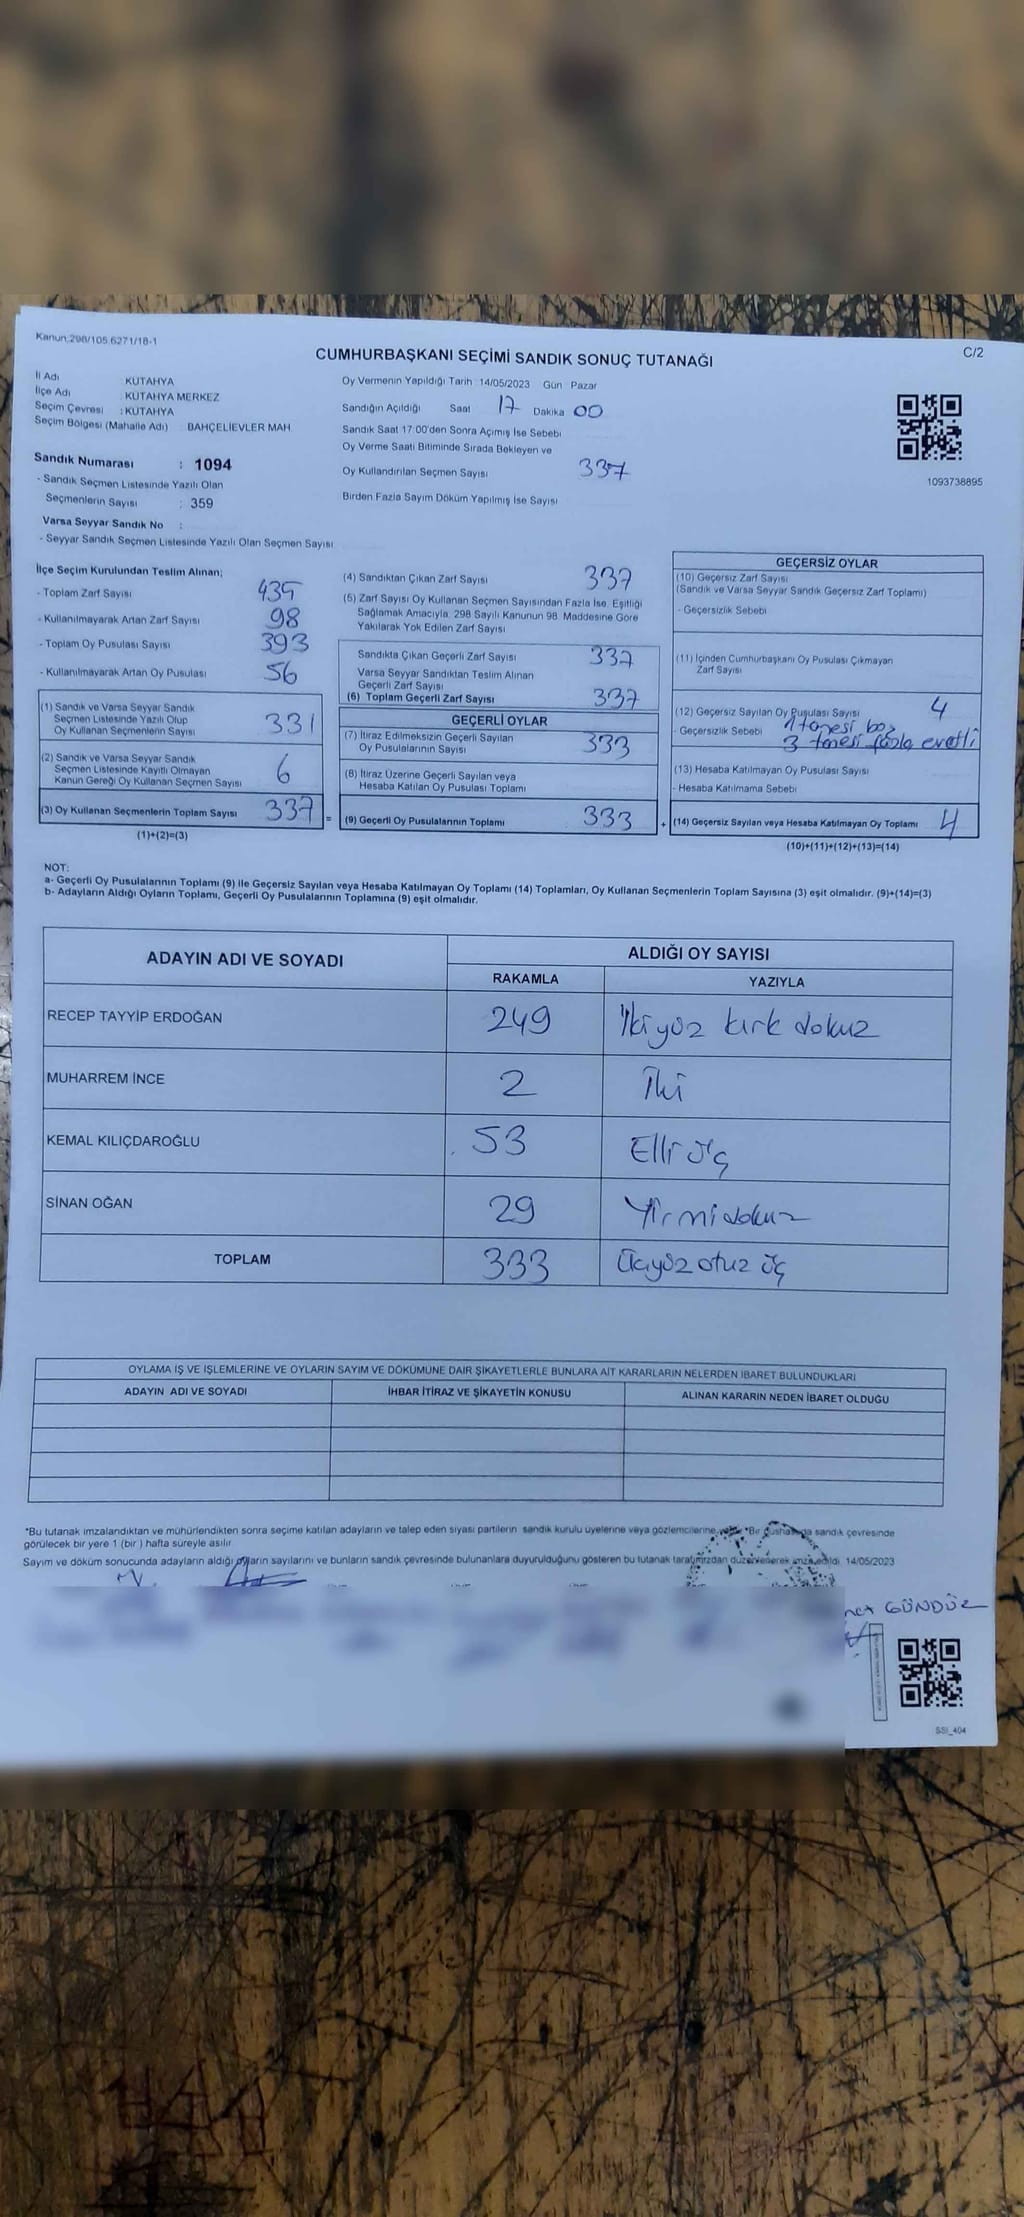 Kanun;298/105.6271/18-1
C/2
CUMHURBAŞKANI SEÇİMİ SANDIK SONUÇ TUTANAĞI
İl Adı : KÜTAHYA
İlçe Adı : KÜTAHYA MERKEZ
Seçim Çevresi : KÜTAHYA
Seçim Bölgesi (Mahalle Adı) BAHÇELİEVLER MAH
Sandık Numarası : 1094
- Sandık Seçmen Listesinde Yazılı Olan
Seçmenlerin Sayısı : 359
Varsa Seyyar Sandık No :
- Seyyar Sandık Seçmen Listesinde Yazılı Olan Seçmen Sayısı
Oy Vermenin Yapıldığı Tarih 14/05/2023 Gün Pazar
Sandığın Açıldığı Saat 17 Dakika 00
Sandık Saat 17:00'den Sonra Açımış İse Sebebi
Oy Verme Saati Bitiminde Sırada Bekleyen ve
Oy Kullandırılan Seçmen Sayısı 337
Birden Fazla Sayım Döküm Yapılmış İse Sayısı
1093738895
İlçe Seçim Kurulundan Teslim Alınan;
- Toplam Zarf Sayısı 435
- Kullanılmayarak Artan Zarf Sayısı 98
- Toplam Oy Pusulası Sayısı 393
- Kullanılmayarak Artan Oy Pusulası 56
(1) Sandık ve Varsa Seyyar Sandık
Seçmen Listesinde Yazılı Olup
Oy Kullanan Seçmenlerin Sayısı 331
(2) Sandık ve Varsa Seyyar Sandık
Seçmen Listesinde Kayıtlı Olmayan
Kanun Gereği Oy Kullanan Seçmen Sayısı 6
(3) Oy Kullanan Seçmenlerin Toplam Sayısı 337 =
(1)+(2)=(3)
(4) Sandıktan Çıkan Zarf Sayısı 337
(5) Zarf Sayısı Oy Kullanan Seçmen Sayısından Fazla İse, Eşitliği
Sağlamak Amacıyla, 298 Sayılı Kanunun 98. Maddesine Göre
Yakılarak Yok Edilen Zarf Sayısı
Sandıkta Çıkan Geçerli Zarf Sayısı 337
Varsa Seyyar Sandıktan Teslim Alınan
Geçerli Zarf Sayısı
(6) Toplam Geçerli Zarf Sayısı 337
GEÇERLİ OYLAR
(7) İtiraz Edilmeksizin Geçerli Sayılan
Oy Pusulalarının Sayısı 333
(8) İtiraz Üzerine Geçerli Sayılan veya
Hesaba Katılan Oy Pusulası Toplamı
(9) Geçerli Oy Pusulalarının Toplamı 333 +
GEÇERSİZ OYLAR
(10) Geçersiz Zarf Sayısı
(Sandık ve Varsa Seyyar Sandık Geçersiz Zarf Toplamı)
- Geçersizlik Sebebi
(11) İçinden Cumhurbaşkanı Oy Pusulası Çıkmayan
Zarf Sayısı
(12) Geçersiz Sayılan Oy Pusulası Sayısı 4
- Geçersizlik Sebebi 1 tanesi boş
3 tanesi fazla evetli
(13) Hesaba Katılmayan Oy Pusulası Sayısı
- Hesaba Katılmama Sebebi
(14) Geçersiz Sayılan veya Hesaba Katılmayan Oy Toplamı 4
(10)+(11)+(12)+(13)=(14)
NOT:
a- Geçerli Oy Pusulalarının Toplamı (9) ile Geçersiz Sayılan veya Hesaba Katılmayan Oy Toplamı (14) Toplamları, Oy Kullanan Seçmenlerin Toplam Sayısına (3) eşit olmalıdır. (9)+(14)=(3)
b- Adayların Aldığı Oyların Toplamı, Geçerli Oy Pusulalarının Toplamına (9) eşit olmalıdır.
ADAYIN ADI VE SOYADI ALDIĞI OY SAYISI
RAKAMLA YAZIYLA
RECEP TAYYİP ERDOĞAN 249 İkiyüz kırk dokuz
MUHARREM İNCE 2 İki
KEMAL KILIÇDAROĞLU 53 Elli üç
SİNAN OĞAN 29 Yirmi dokuz
TOPLAM 333 Üçyüz otuz üç
OYLAMA İŞ VE İŞLEMLERİNE VE OYLARIN SAYIM VE DÖKÜMÜNE DAİR ŞİKAYETLERLE BUNLARA AİT KARARLARIN NELERDEN İBARET BULUNDUKLARI
ADAYIN ADI VE SOYADI İHBAR İTİRAZ VE ŞİKAYETİN KONUSU ALINAN KARARIN NEDEN İBARET OLDUĞU
*Bu tutanak imzalandıktan ve mühürlendikten sonra seçime katılan adayların ve talep eden siyasi partilerin sandık kurulu üyelerine veya gözlemcilerine *Bir sandık çevresinde
görülecek bir yere 1 (bir) hafta süreyle asılır.
Sayım ve döküm sonucunda adayların aldığı oyların sayılarını ve bunların sandık çevresinde bulunanlara duyurulduğunu gösteren bu tutanak tarafımızdan düzenlenerek imza edildi. 14/05/2023
GÜNDÜZ
SSI_404